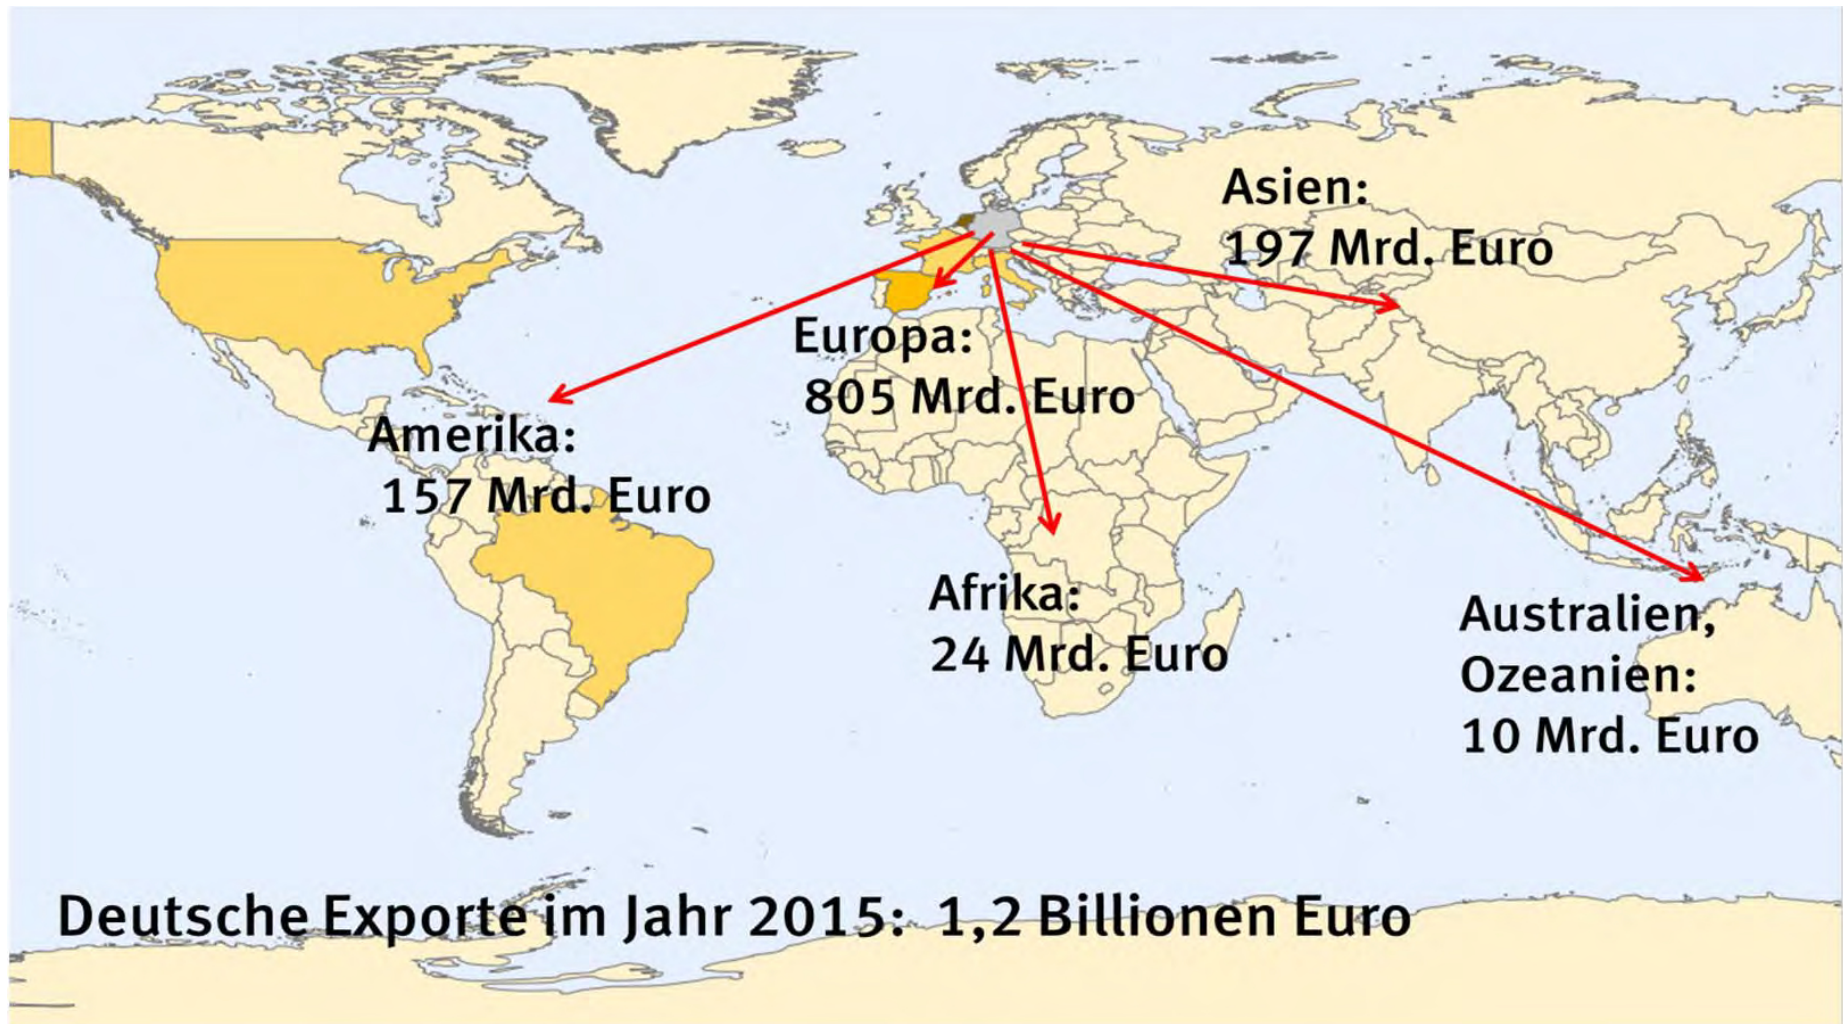 Asien:
197 Mrd. Euro
Europa:
805 Mrd. Euro
Amerika:
157 Mrd. Euro
Afrika:
24 Mrd. Euro
Australien,
Ozeanien:
10 Mrd. Euro
Deutsche Exporte im Jahr 2015: 1,2 Billionen Euro